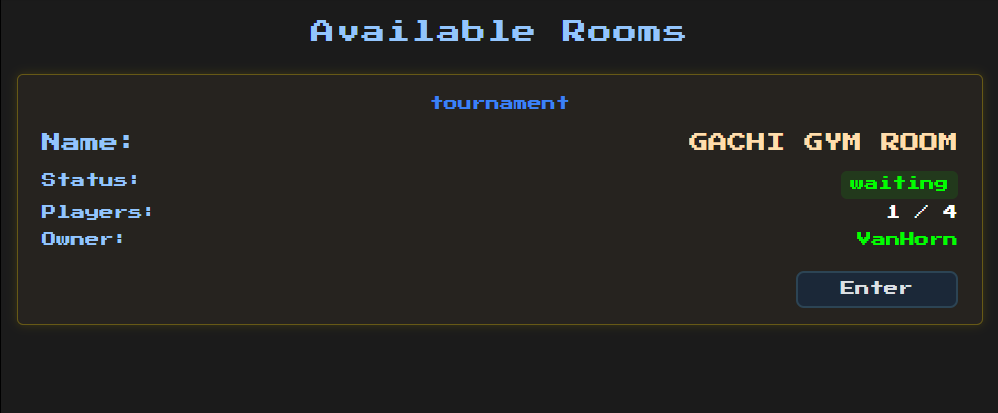 Available Rooms
tournament
Name: GACHI GYM ROOM
Status: waiting
Players: 1 / 4
Owner: VanHorn
Enter